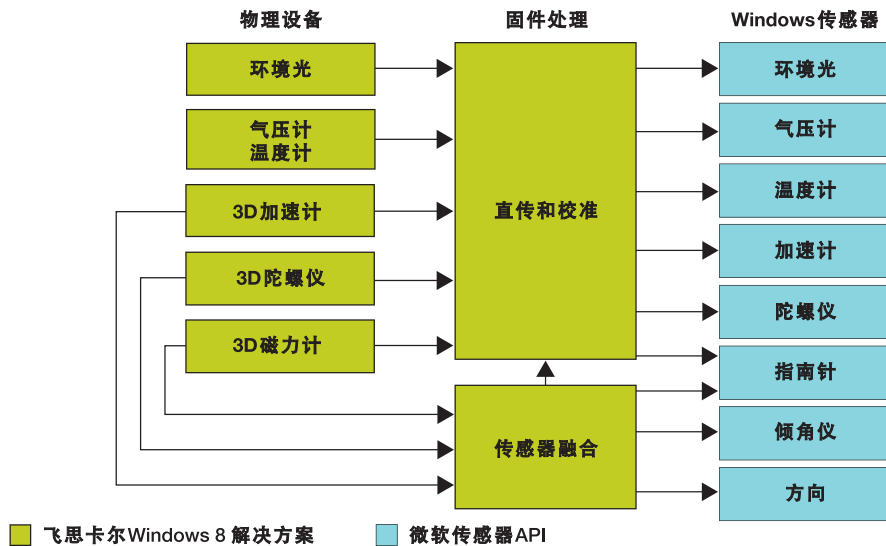 物理设备
固件处理
Windows传感器
环境光
气压计
温度计
3D加速计
3D陀螺仪
3D磁力计
直传和校准
传感器融合
环境光
气压计
温度计
加速计
陀螺仪
指南针
倾角仪
方向
飞思卡尔Windows 8 解决方案
微软传感器API